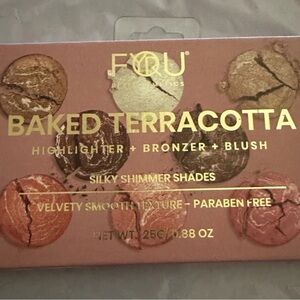 FYOU
BAKED TERRACOTTA
HIGHLIGHTER + BRONZER + BLUSH
SILKY SHIMMER SHADES
VELVETY SMOOTH TEXTURE - PARABEN FREE
NET WT. 25G/0.88 OZ